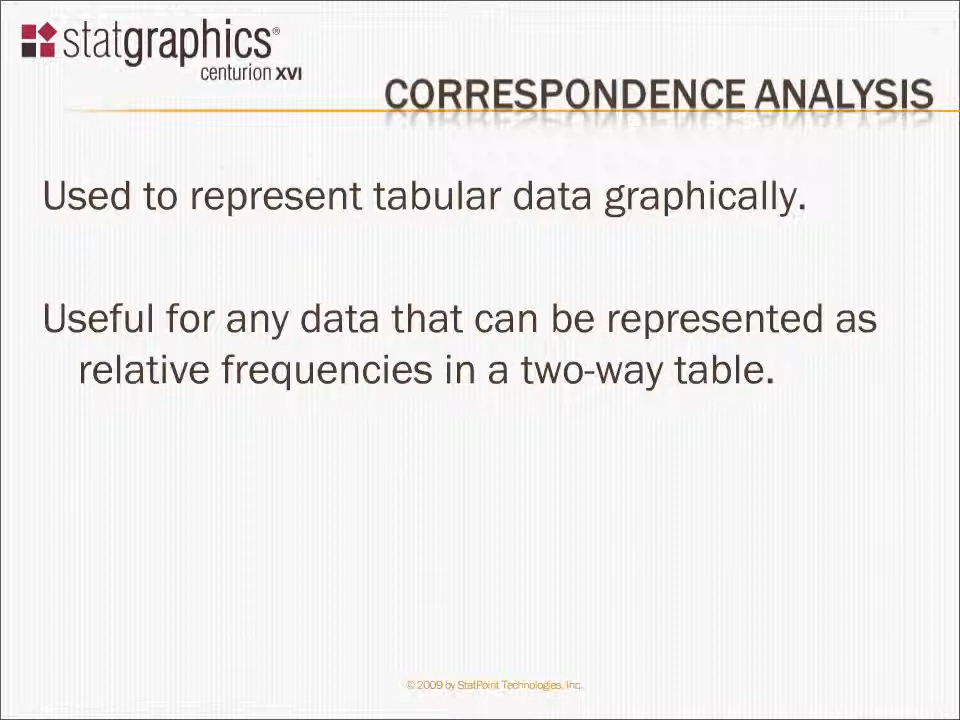 statgraphics®
centurion XVI
CORRESPONDENCE ANALYSIS
Used to represent tabular data graphically.
Useful for any data that can be represented as
relative frequencies in a two-way table.
© 2009 by StatPoint Technologies, Inc.